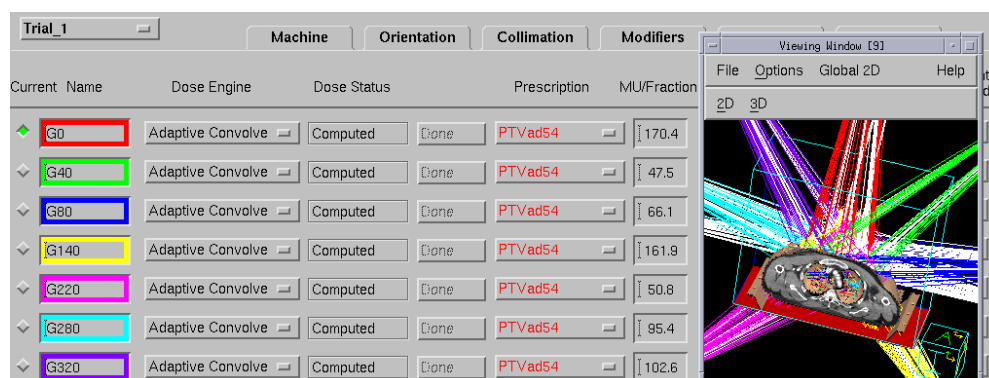 Trial_1 Machine Orientation Collimation Modifiers
Viewing Window [9]
File Options Global 2D Help
2D 3D
Current Name Dose Engine Dose Status Prescription MU/Fraction
G0 Adaptive Convolve Computed Done PTVad54 170.4
G40 Adaptive Convolve Computed Done PTVad54 47.5
G80 Adaptive Convolve Computed Done PTVad54 66.1
G140 Adaptive Convolve Computed Done PTVad54 161.9
G220 Adaptive Convolve Computed Done PTVad54 50.8
G280 Adaptive Convolve Computed Done PTVad54 95.4
G320 Adaptive Convolve Computed Done PTVad54 102.6
A